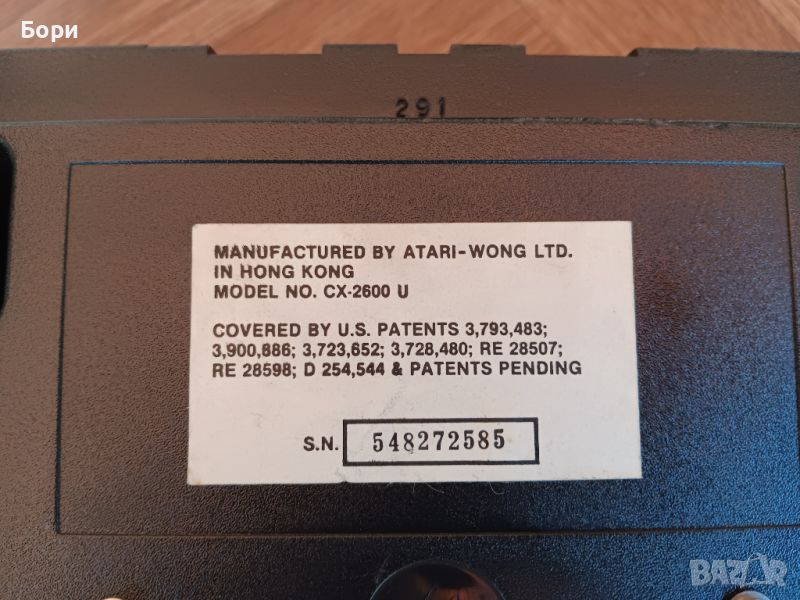 Бори
291
MANUFACTURED BY ATARI-WONG LTD.
IN HONG KONG
MODEL NO. CX-2600 U
COVERED BY U.S. PATENTS 3,793,483;
3,900,886; 3,723,652; 3,728,480; RE 28507;
RE 28598; D 254,544 & PATENTS PENDING
S.N. 548272585
BAZAR